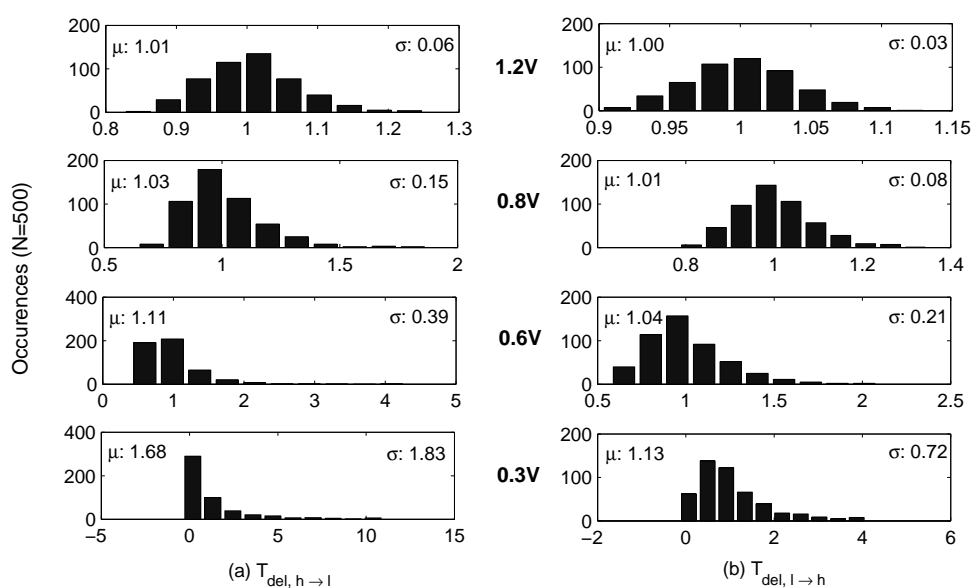 Occurences (N=500)
200
100
0
μ: 1.01
σ: 0.06
0.8 0.9 1 1.1 1.2 1.3
1.2V
200
100
0
μ: 1.00
σ: 0.03
0.9 0.95 1 1.05 1.1 1.15
200
100
0
μ: 1.03
σ: 0.15
0.5 1 1.5 2
0.8V
200
100
0
μ: 1.01
σ: 0.08
0.8 1 1.2 1.4
400
200
0
μ: 1.11
σ: 0.39
0 1 2 3 4 5
0.6V
200
100
0
μ: 1.04
σ: 0.21
0.5 1 1.5 2 2.5
400
200
0
μ: 1.68
σ: 1.83
−5 0 5 10 15
0.3V
200
100
0
μ: 1.13
σ: 0.72
−2 0 2 4 6
(a) T del, h → l
(b) T del, l → h